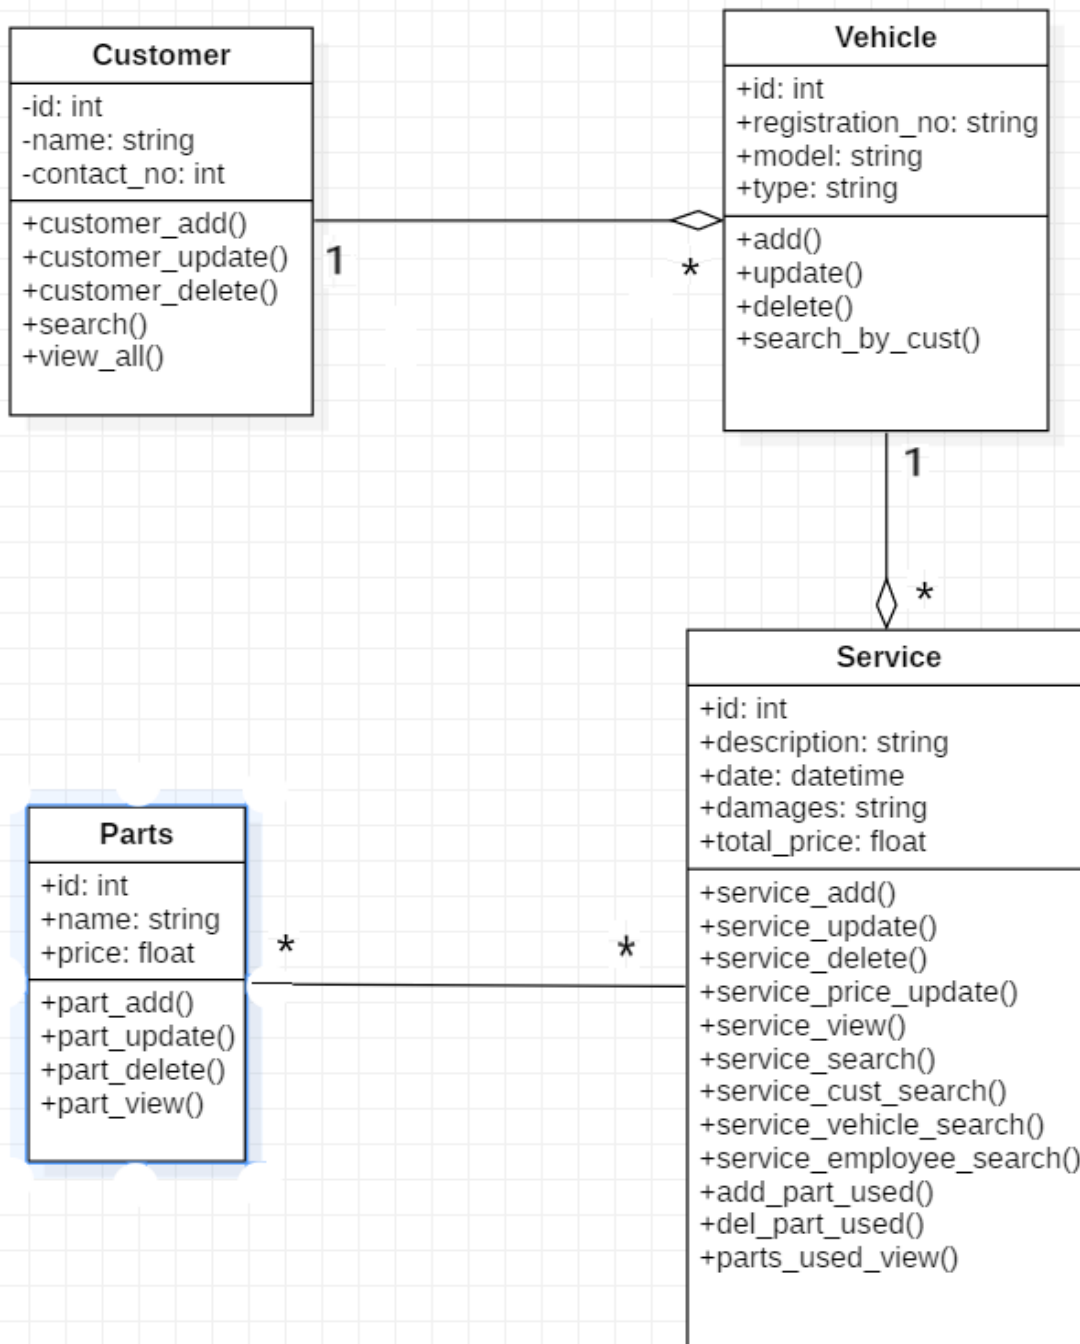 Customer
-id: int
-name: string
-contact_no: int
+customer_add()
+customer_update()
+customer_delete()
+search()
+view_all()
1
*
Vehicle
+id: int
+registration_no: string
+model: string
+type: string
+add()
+update()
+delete()
+search_by_cust()
1
*
Service
+id: int
+description: string
+date: datetime
+damages: string
+total_price: float
+service_add()
+service_update()
+service_delete()
+service_price_update()
+service_view()
+service_search()
+service_cust_search()
+service_vehicle_search()
+service_employee_search()
+add_part_used()
+del_part_used()
+parts_used_view()
Parts
+id: int
+name: string
+price: float
+part_add()
+part_update()
+part_delete()
+part_view()
*
*